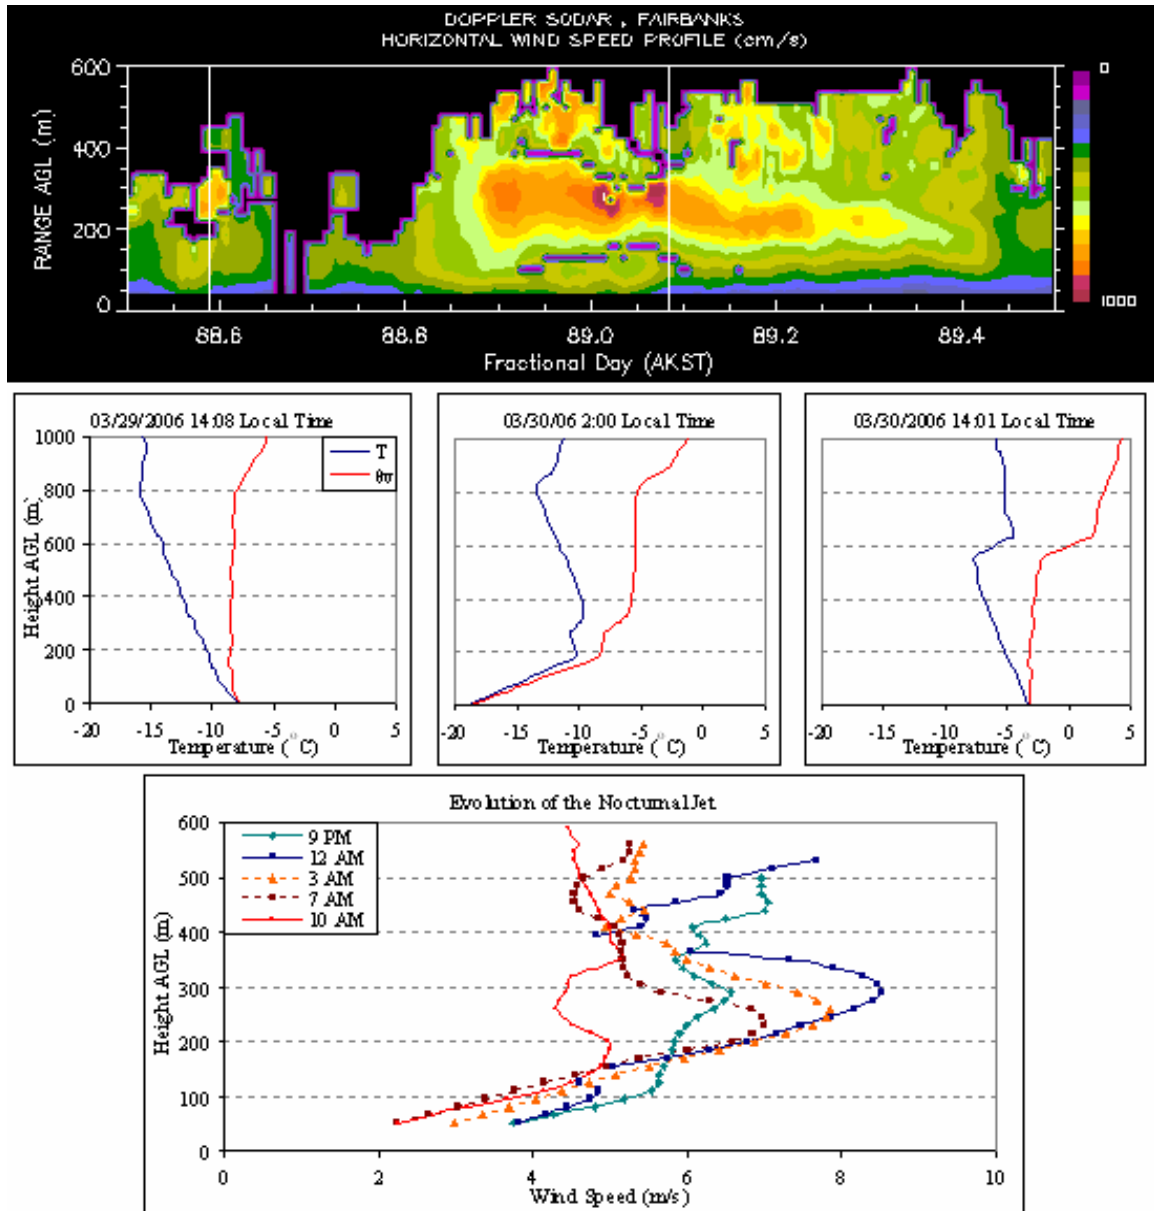 DOPPLER SODAR , FAIRBANKS
HORIZONTAL WIND SPEED PROFILE (cm/s)
600
400
200
0
RANGE AGL (m)
0
1000
88.6 88.8 89.0 89.2 89.4
Fractional Day (AKST)
03/29/2006 14:08 Local Time
1000
800
600
400
200
0
Height AGL (m)
T
θv
-20 -15 -10 -5 0 5
Temperature (°C)
03/30/06 2:00 Local Time
-20 -15 -10 -5 0 5
Temperature (°C)
03/30/2006 14:01 Local Time
-20 -15 -10 -5 0 5
Temperature (°C)
Evolution of the Nocturnal Jet
600
500
400
300
200
100
0
Height AGL (m)
9 PM
12 AM
3 AM
7 AM
10 AM
0 2 4 6 8 10
Wind Speed (m/s)